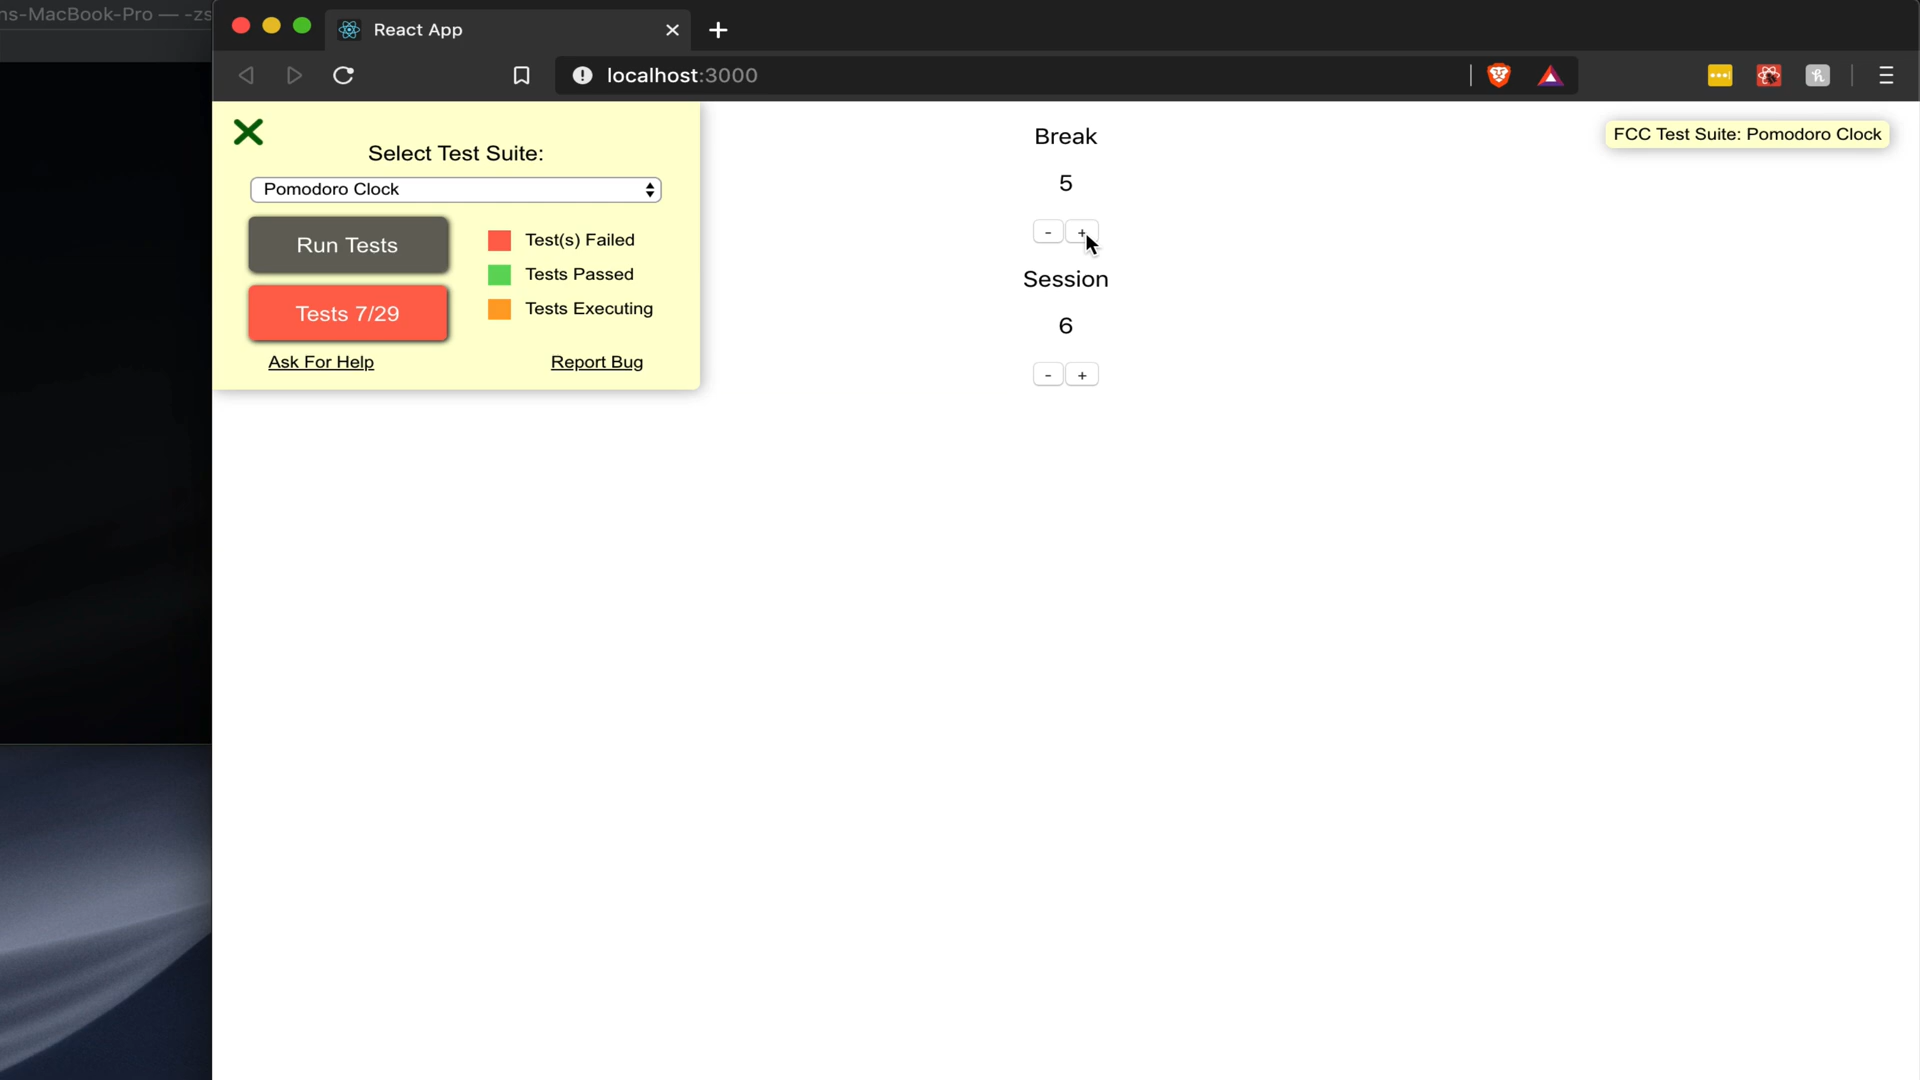 ns-MacBook-Pro — -zs
React App
localhost:3000
Select Test Suite:
Pomodoro Clock
Run Tests
Tests 7/29
Test(s) Failed
Tests Passed
Tests Executing
Ask For Help
Report Bug
Break
5
- +
Session
6
- +
FCC Test Suite: Pomodoro Clock